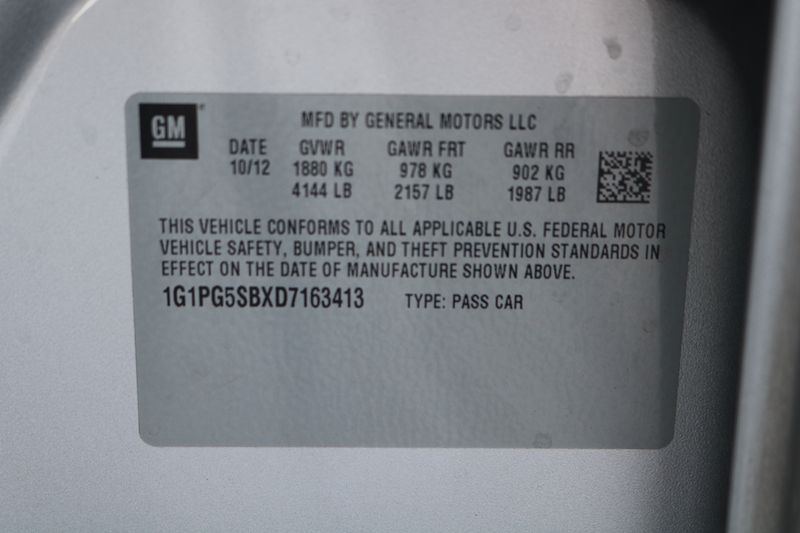 GM
MFD BY GENERAL MOTORS LLC
DATE GVWR GAWR FRT GAWR RR
10/12 1880 KG 978 KG 902 KG
4144 LB 2157 LB 1987 LB
THIS VEHICLE CONFORMS TO ALL APPLICABLE U.S. FEDERAL MOTOR
VEHICLE SAFETY, BUMPER, AND THEFT PREVENTION STANDARDS IN
EFFECT ON THE DATE OF MANUFACTURE SHOWN ABOVE.
1G1PG5SBXD7163413 TYPE: PASS CAR